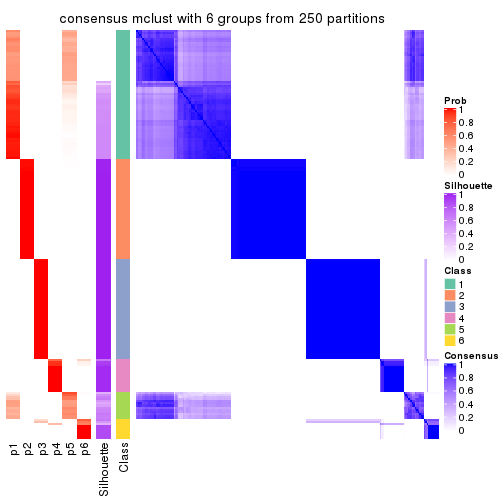 consensus mclust with 6 groups from 250 partitions
Prob
1
0.8
0.6
0.4
0.2
0
Silhouette
1
0.8
0.6
0.4
0.2
0
Class
1
2
3
4
5
6
Consensus
1
0.8
0.6
0.4
0.2
0
p1
p2
p3
p4
p5
p6
Silhouette
Class